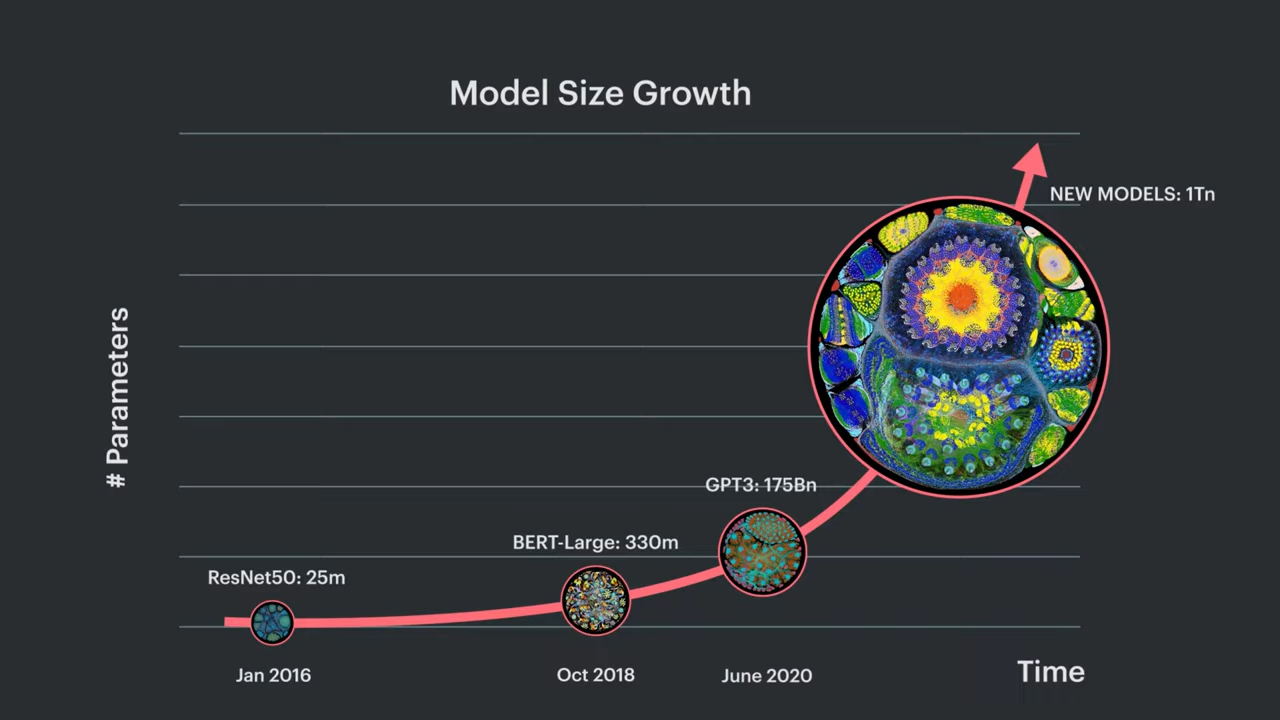 Model Size Growth
NEW MODELS: 1Tn
# Parameters
GPT3: 175Bn
BERT-Large: 330m
ResNet50: 25m
Jan 2016
Oct 2018
June 2020
Time